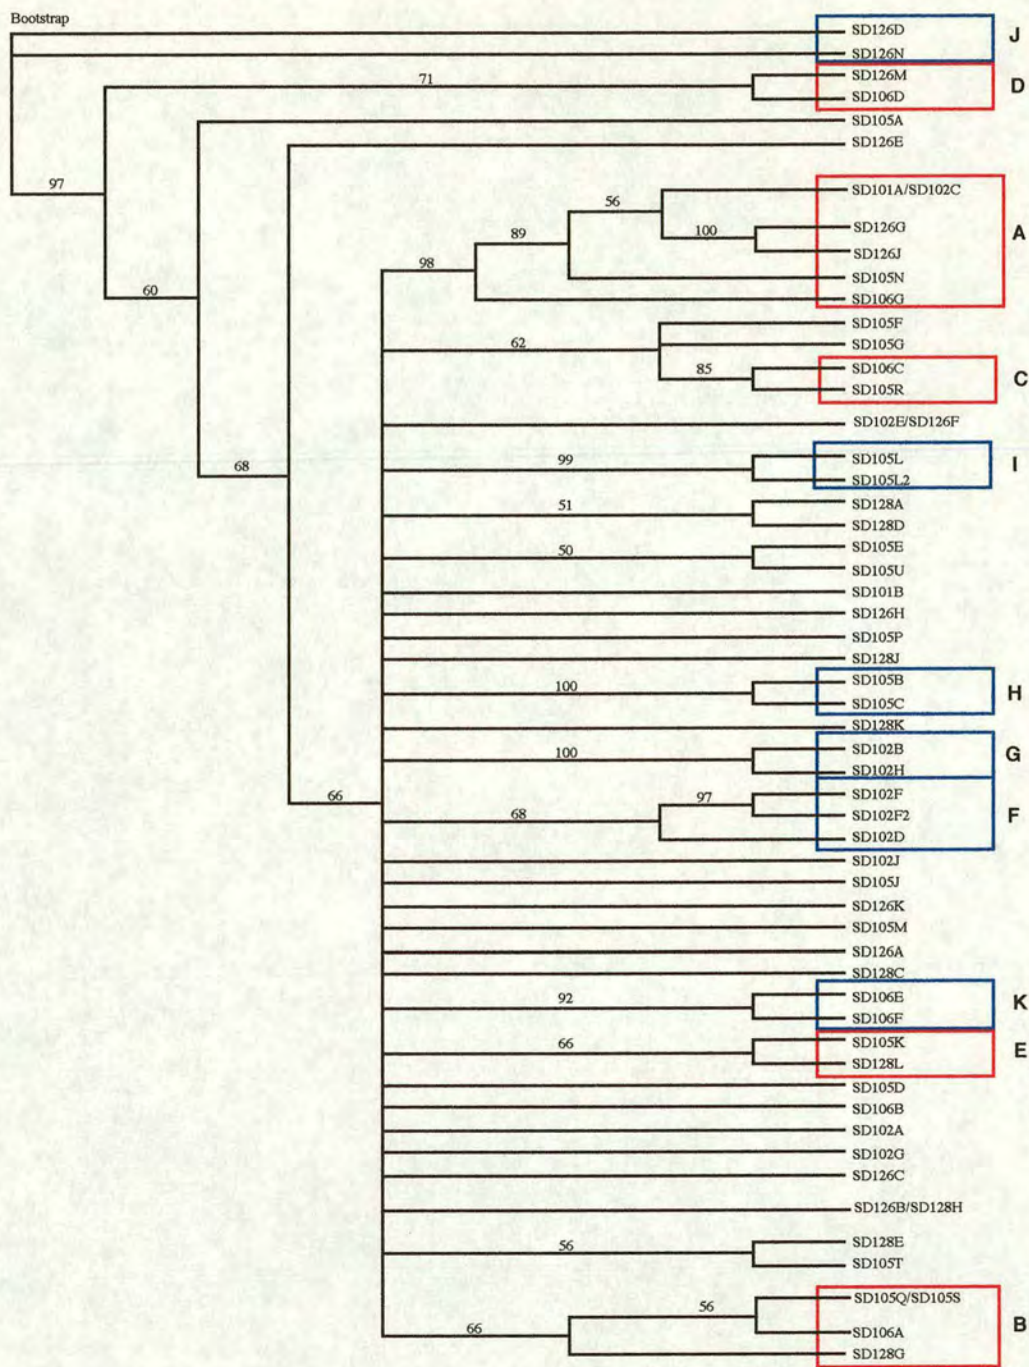 Bootstrap
SD126D J
SD126N
71 SD126M
D
SD106D
SD105A
SD126E
97
SD101A/SD102C
56
SD126G A
89 100
SD126J
98
SD105N
60
SD106G
SD105F
62 SD105G
85 SD106C
C
SD105R
SD102E/SD126F
99 SD105L I
68
SD105L2
51 SD128A
SD128D
50 SD105E
SD105U
SD101B
SD126H
SD105P
SD128J
100 SD105B
H
SD105C
SD128K
100 SD102B G
SD102H
66 97 SD102F
68 SD102F2 F
SD102D
SD102J
SD105J
SD126K
SD105M
SD126A
SD128C
92 SD106E K
SD106F
66 SD105K
E
SD128L
SD105D
SD106B
SD102A
SD102G
SD126C
SD126B/SD128H
56 SD128E
SD105T
56 SD105Q/SD105S
66 SD106A B
SD128G